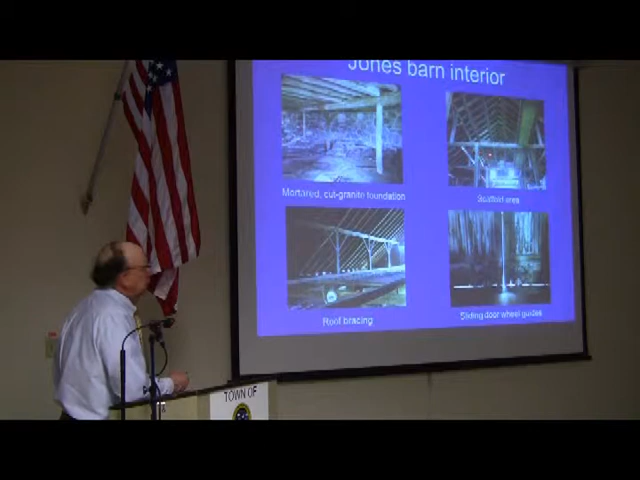 Jones barn interior
Mortared, cut-granite foundation
Scaffold area
Roof bracing
Sliding door wheel guides
TOWN OF